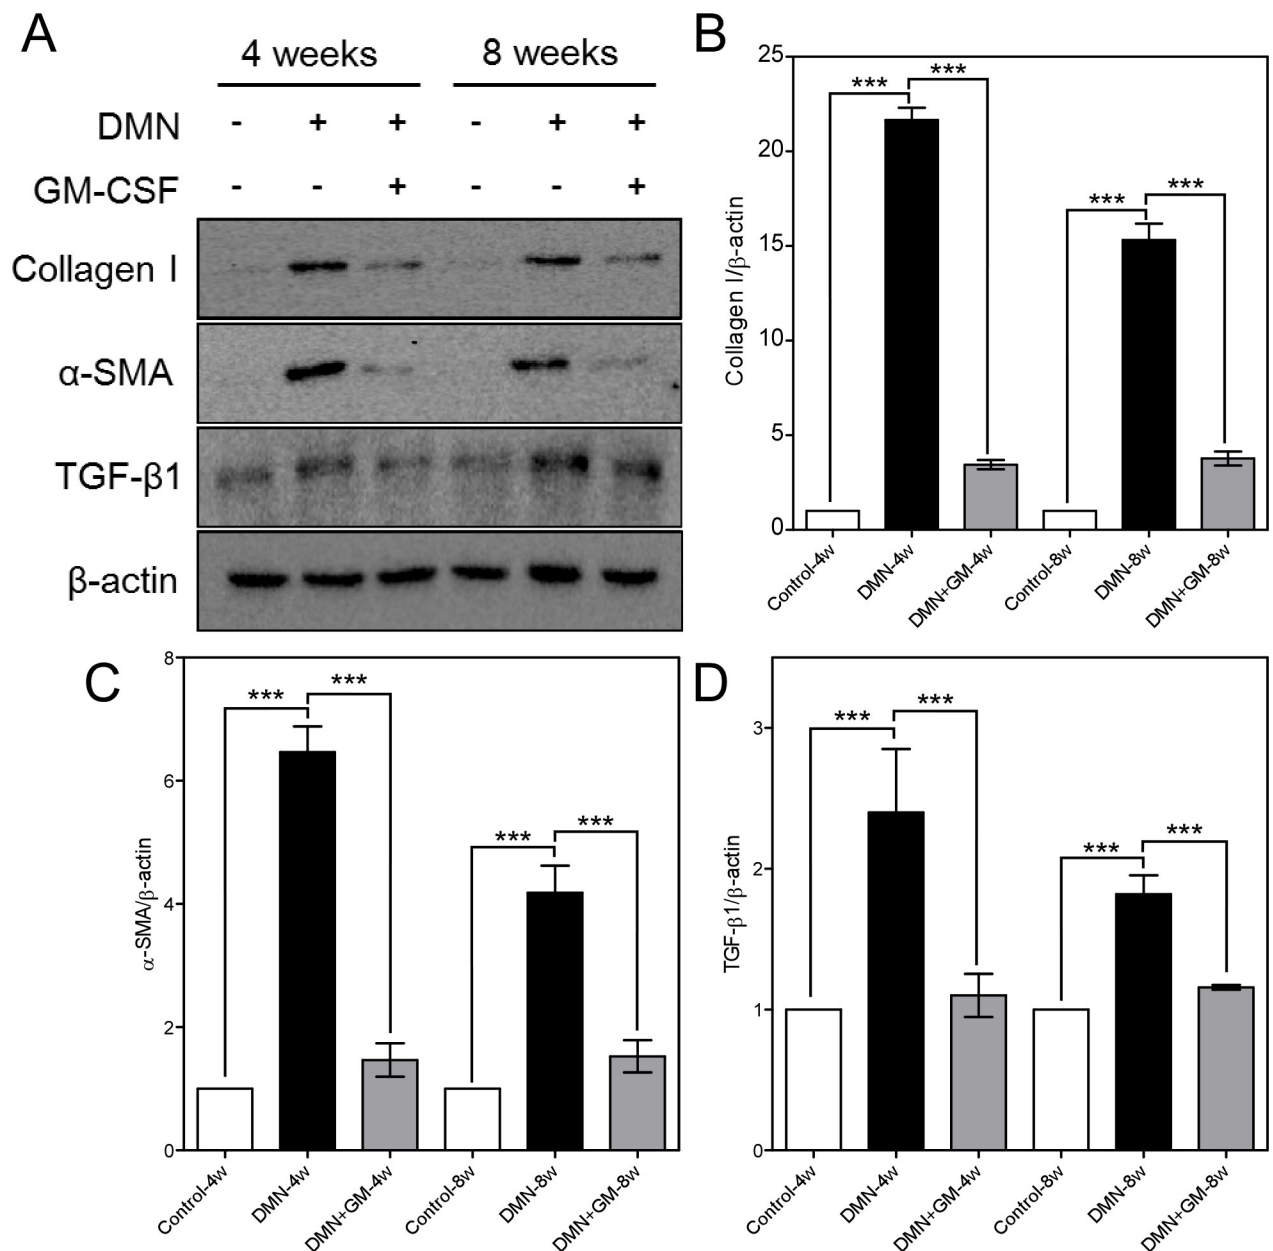 A
4 weeks 8 weeks
DMN - + + - + +
GM-CSF - - + - - +
Collagen I
α-SMA
TGF-β1
β-actin
B
25
20
15
10
5
0
Collagen I/β-actin
*** *** *** ***
Control-4w
DMN-4w
DMN+GM-4w
Control-8w
DMN-8w
DMN+GM-8w
C
8
6
4
2
0
α-SMA/β-actin
*** *** *** ***
Control-4w
DMN-4w
DMN+GM-4w
Control-8w
DMN-8w
DMN+GM-8w
D
3
2
1
0
TGF-β1/β-actin
*** *** *** ***
Control-4w
DMN-4w
DMN+GM-4w
Control-8w
DMN-8w
DMN+GM-8w